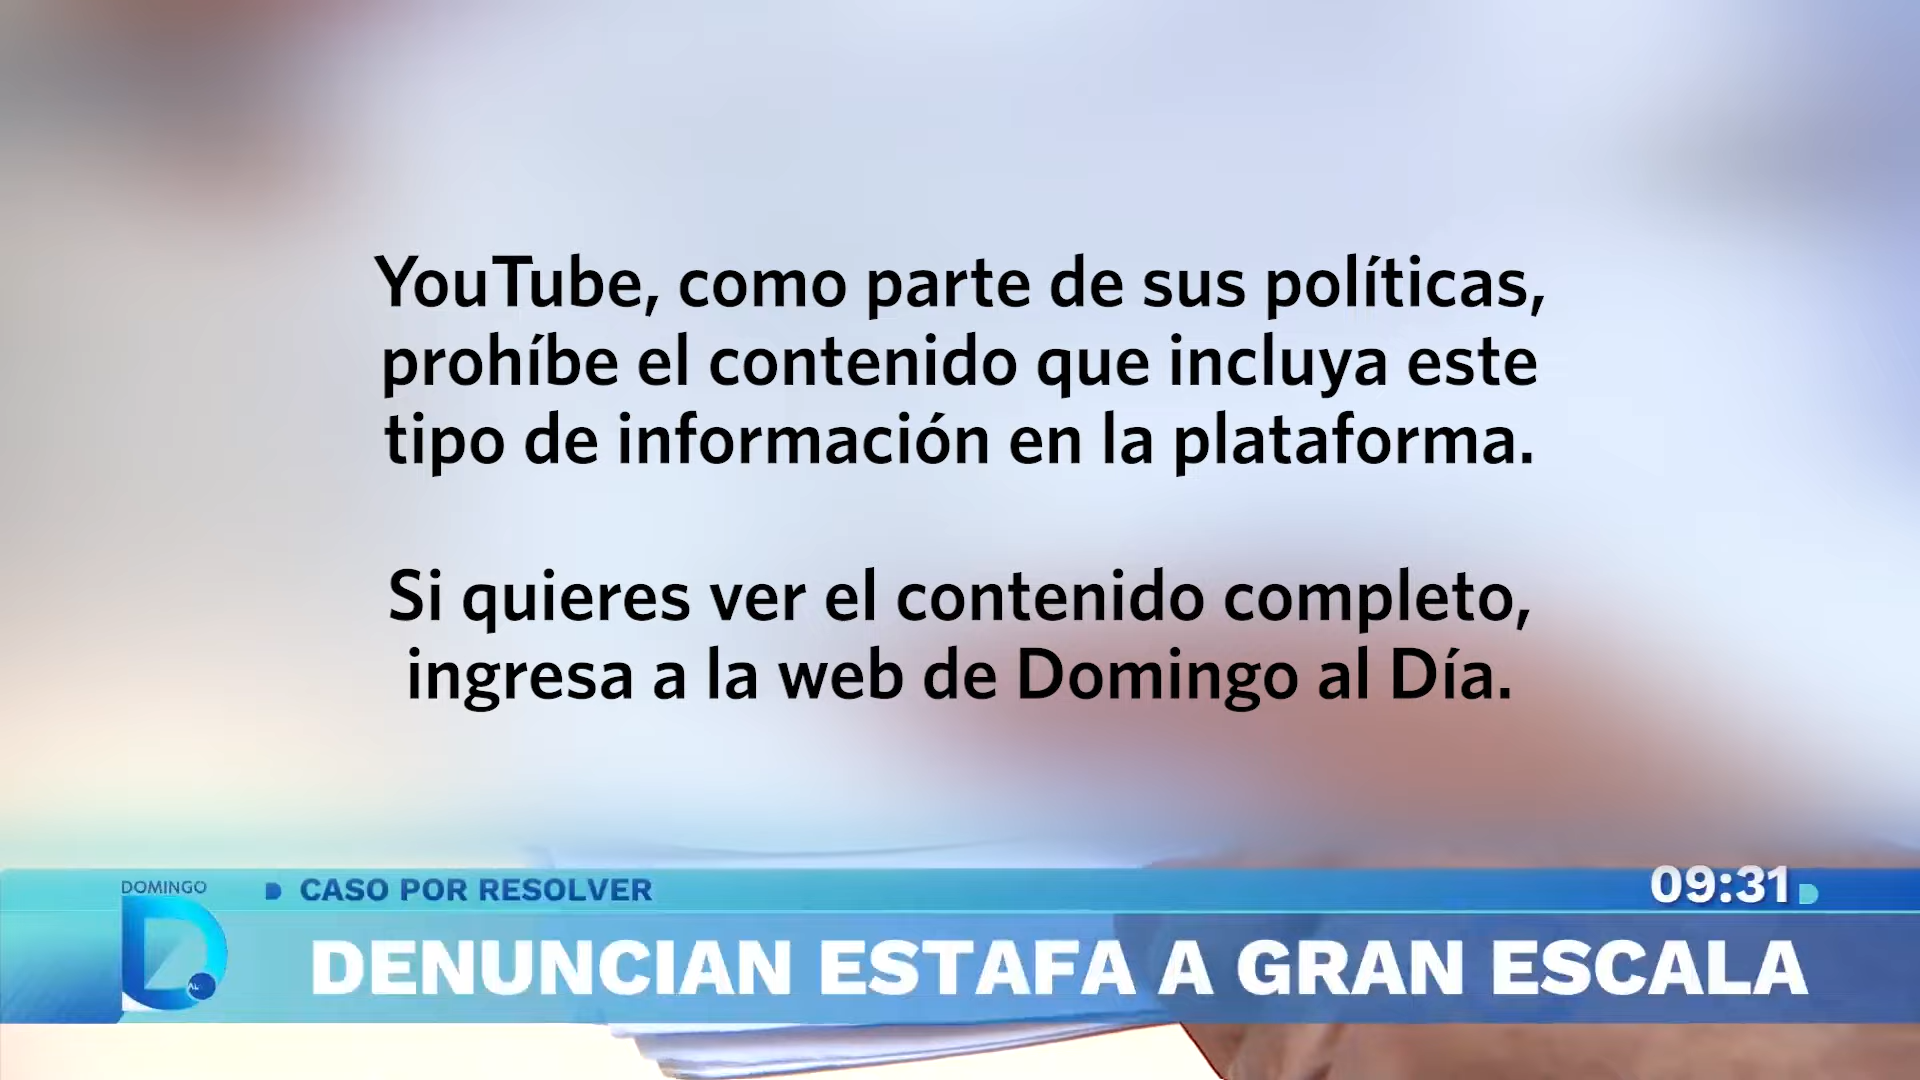 YouTube, como parte de sus políticas,
prohíbe el contenido que incluya este
tipo de información en la plataforma.
Si quieres ver el contenido completo,
ingresa a la web de Domingo al Día.
DOMINGO
AL
CASO POR RESOLVER
09:31
DENUNCIAN ESTAFA A GRAN ESCALA